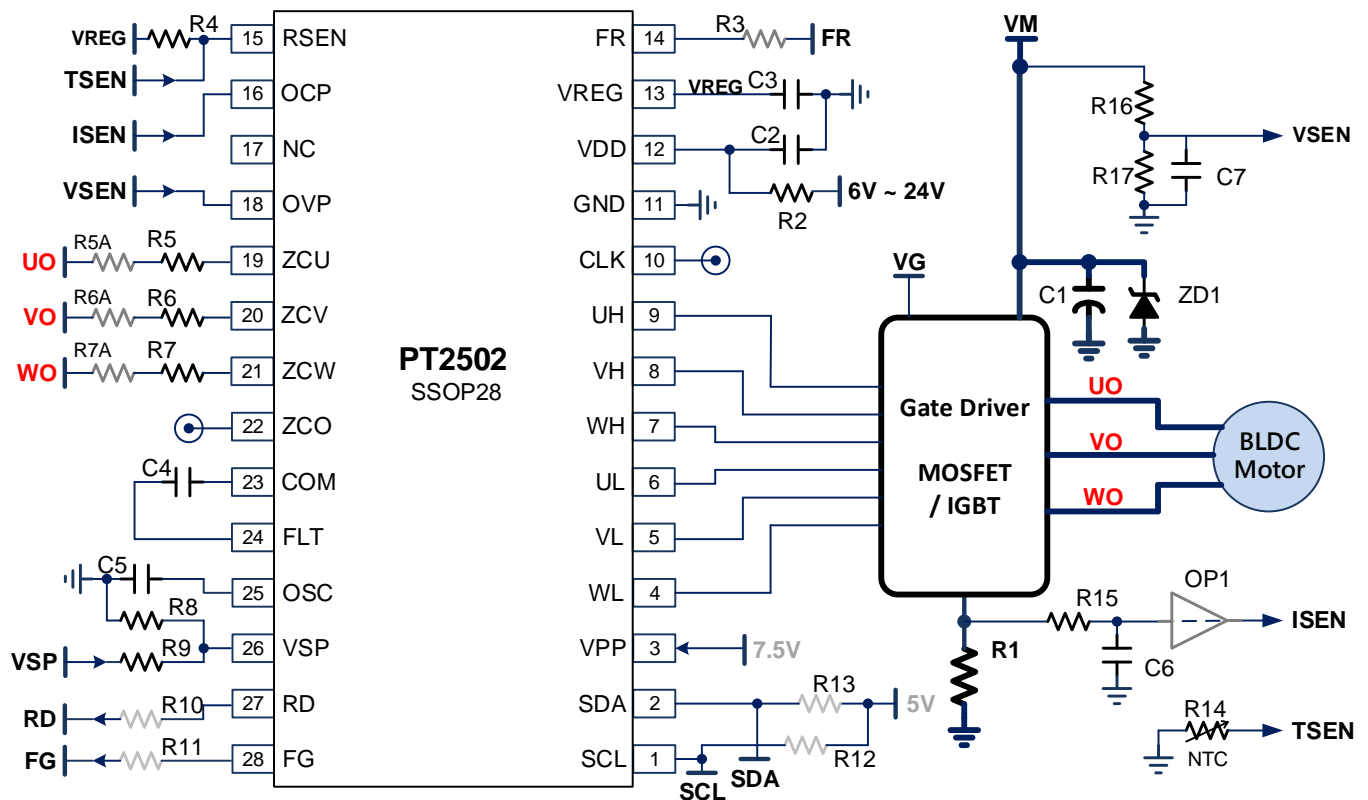 VREG
R4
15
RSEN
TSEN
16
OCP
ISEN
17
NC
VSEN
18
OVP
UO
R5A
R5
19
ZCU
VO
R6A
R6
20
ZCV
WO
R7A
R7
21
ZCW
22
ZCO
C4
23
COM
24
FLT
C5
25
OSC
R8
VSP
R9
26
VSP
RD
R10
27
RD
FG
R11
28
FG
PT2502
SSOP28
FR
14
R3
FR
VREG
13
VREG
C3
VDD
12
C2
R2
6V ~ 24V
GND
11
CLK
10
UH
9
VH
8
WH
7
UL
6
VL
5
WL
4
VPP
3
7.5V
SDA
2
R13
5V
SCL
1
R12
SDA
SCL
VM
R16
VSEN
R17
C7
VG
C1
ZD1
Gate Driver
MOSFET
/ IGBT
UO
VO
WO
BLDC
Motor
R1
R15
OP1
ISEN
C6
R14
TSEN
NTC